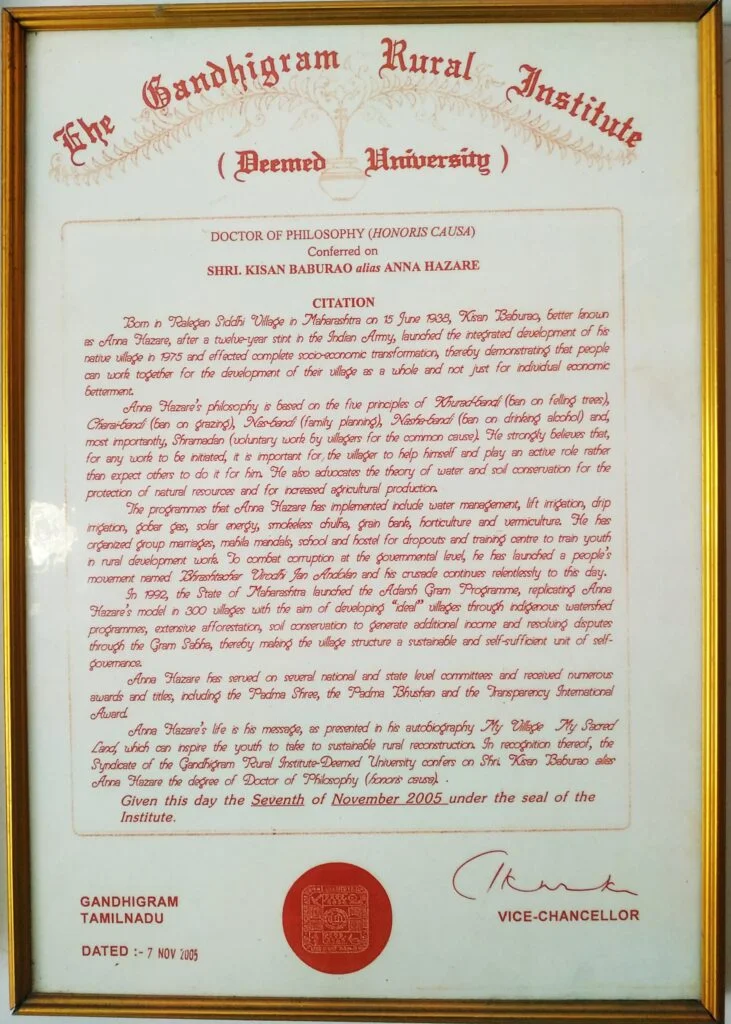 The Gandhigram Rural Institute
( Deemed University )
DOCTOR OF PHILOSOPHY (HONORIS CAUSA)
Conferred on
SHRI. KISAN BABURAO alias ANNA HAZARE
CITATION
Born in Ralegan Siddhi Village in Maharashtra on 15 June 1938, Kisan Baburao, better known
as Anna Hazare, after a twelve-year stint in the Indian Army, launched the integrated development of his
native village in 1975 and effected complete socio-economic transformation, thereby demonstrating that people
can work together for the development of their village as a whole and not just for individual economic
betterment.
Anna Hazare's philosophy is based on the five principles of Khurad-bandi (ban on felling trees),
Charai-bandi (ban on grazing), Nas-bandi (family planning), Nasha-bandi (ban on drinking alcohol) and,
most importantly, Shramadan (voluntary work by villagers for the common cause). He strongly believes that,
for any work to be initiated, it is important for the villager to help himself and play an active role rather
than expect others to do it for him. He also advocates the theory of water and soil conservation for the
protection of natural resources and for increased agricultural production.
The programmes that Anna Hazare has implemented include water management, lift irrigation, drip
irrigation, gobar gas, solar energy, smokeless chulha, grain bank, horticulture and vermiculture. He has
organized group marriages, mahila mandals, school and hostel for dropouts and training centre to train youth
in rural development work. To combat corruption at the governmental level, he has launched a people's
movement named Bhrashtachar Virodhi Jan Andolan and his crusade continues relentlessly to this day.
In 1992, the State of Maharashtra launched the Adarsh Gram Programme, replicating Anna
Hazare's model in 300 villages with the aim of developing "ideal" villages through indigenous watershed
programmes, extensive afforestation, soil conservation to generate additional income and resolving disputes
through the Gram Sabha, thereby making the village structure a sustainable and self-sufficient unit of self-
governance.
Anna Hazare has served on several national and state level committees and received numerous
awards and titles, including the Padma Shree, the Padma Bhushan and the Transparency International
Award.
Anna Hazare's life is his message, as presented in his autobiography My Village My Sacred
Land, which can inspire the youth to take to sustainable rural reconstruction. In recognition thereof, the
Syndicate of the Gandhigram Rural Institute-Deemed University confers on Shri. Kisan Baburao alias
Anna Hazare the degree of Doctor of Philosophy (honoris causa).
Given this day the Seventh of November 2005 under the seal of the
Institute.
GANDHIGRAM
TAMILNADU
VICE-CHANCELLOR
DATED :- 7 NOV 2005